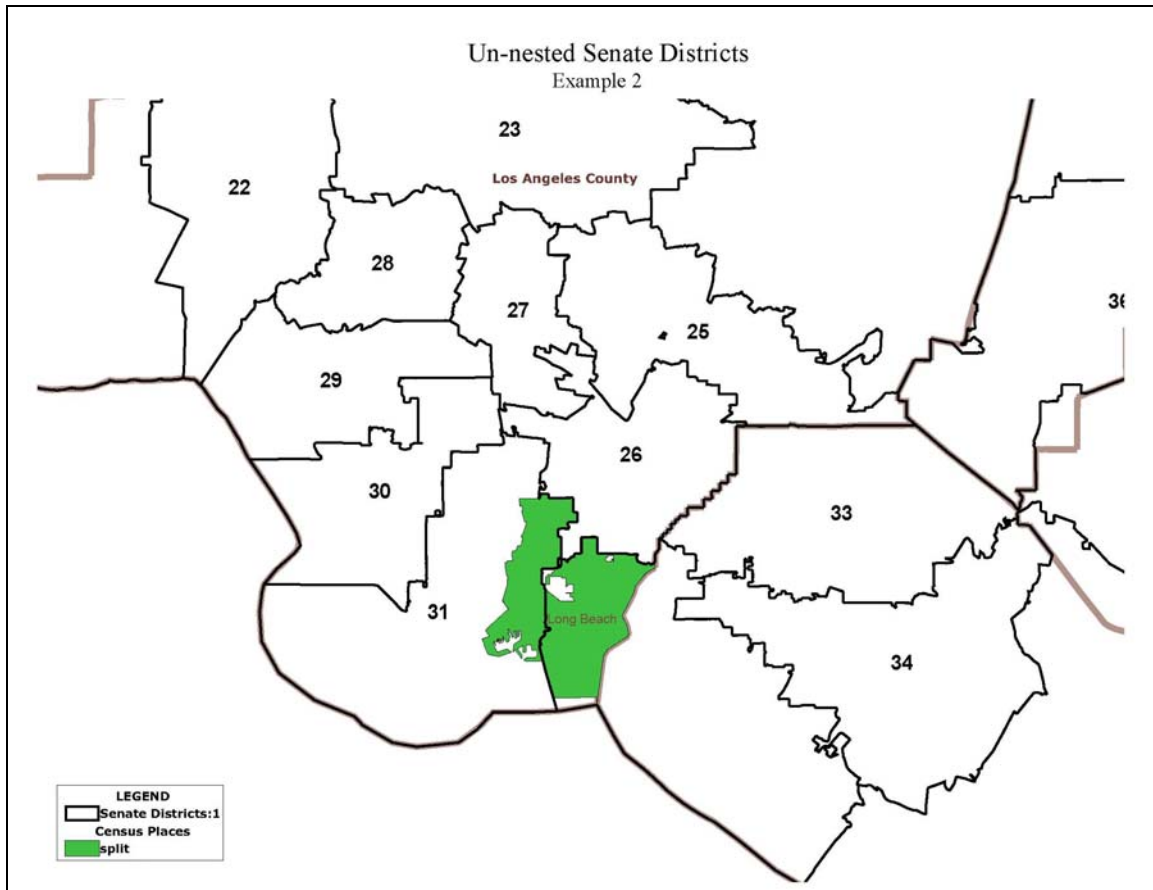 Un-nested Senate Districts
Example 2
23
Los Angeles County
22
28
27
36
25
29
26
30
33
31
Long Beach
34
LEGEND
Senate Districts:1
Census Places
split